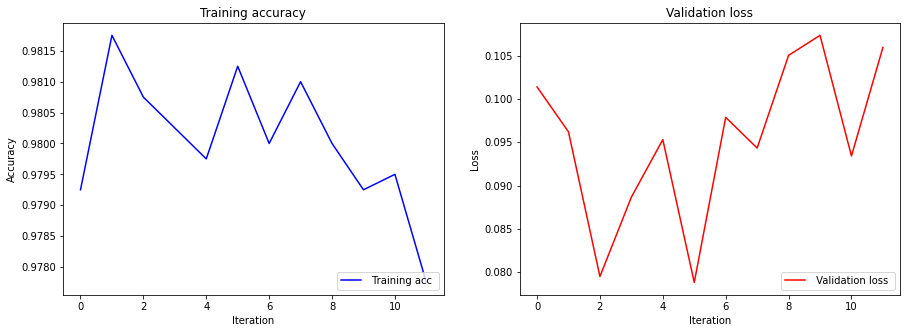 Training accuracy
Accuracy
0.9815
0.9810
0.9805
0.9800
0.9795
0.9790
0.9785
0.9780
0 2 4 6 8 10
Iteration
Training acc
Validation loss
Loss
0.105
0.100
0.095
0.090
0.085
0.080
0 2 4 6 8 10
Iteration
Validation loss